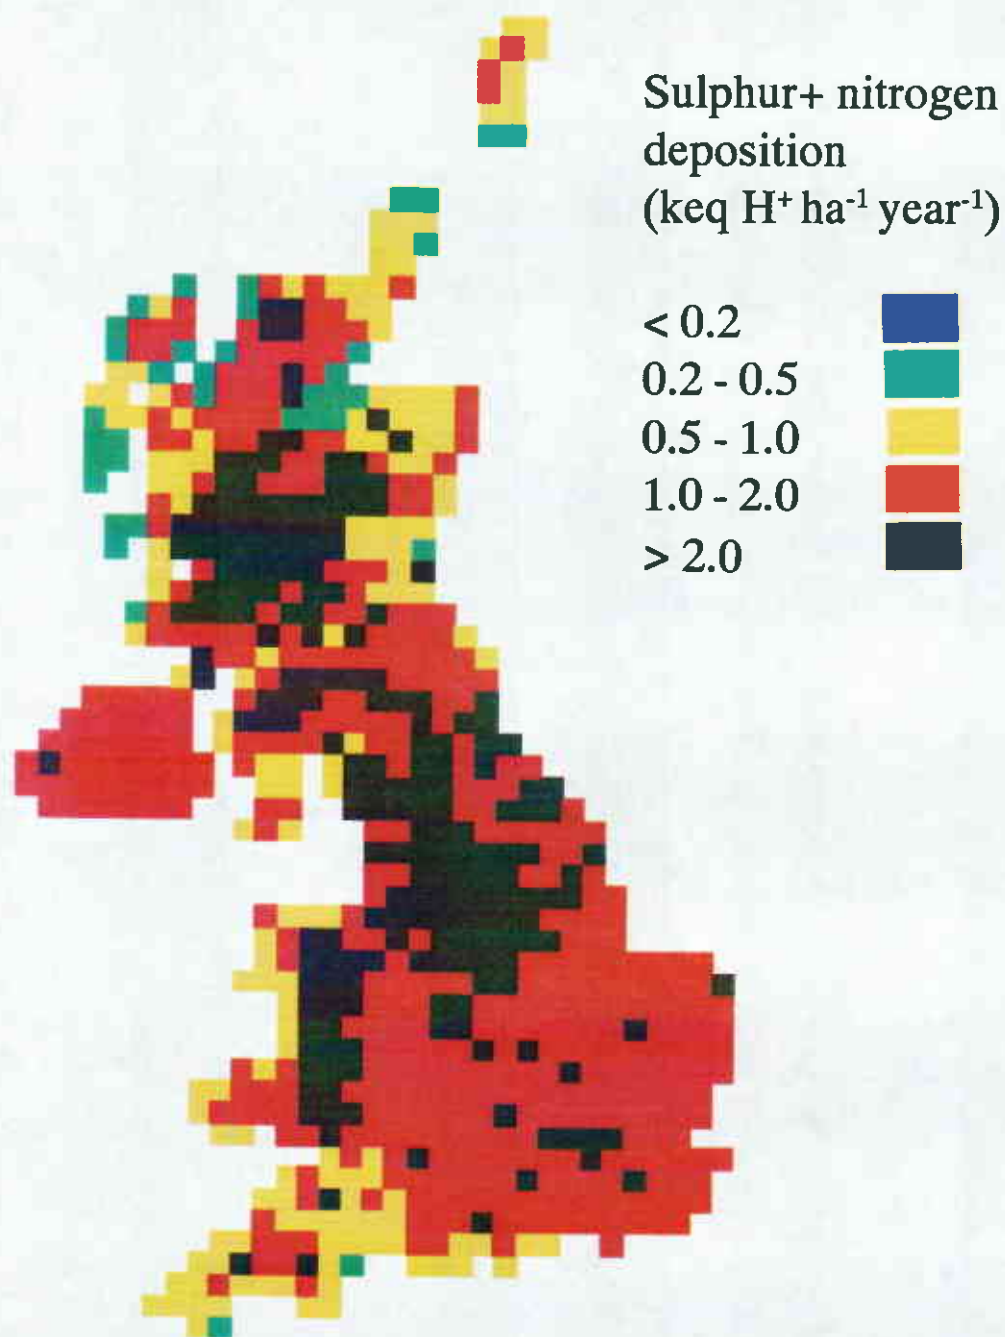 Sulphur+ nitrogen
deposition
(keq H⁺ ha⁻¹ year⁻¹)
< 0.2
0.2 - 0.5
0.5 - 1.0
1.0 - 2.0
> 2.0